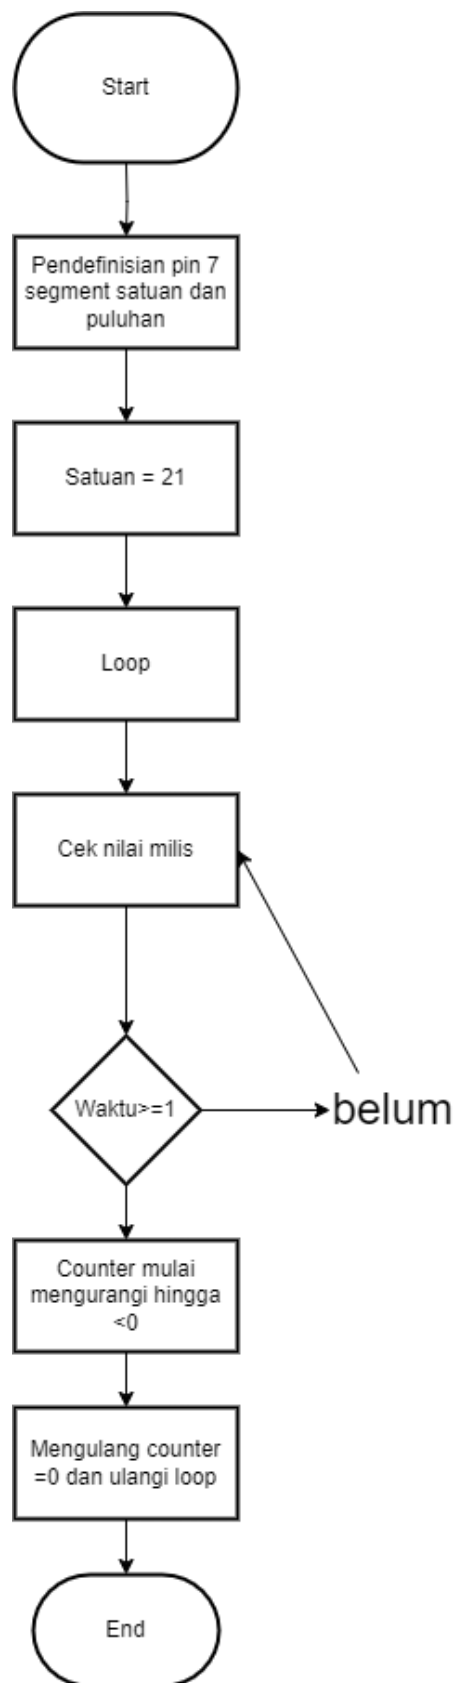 Start
Pendefinisian pin 7
segment satuan dan
puluhan
Satuan = 21
Loop
Cek nilai milis
Waktu>=1
belum
Counter mulai
mengurangi hingga
<0
Mengulang counter
=0 dan ulangi loop
End